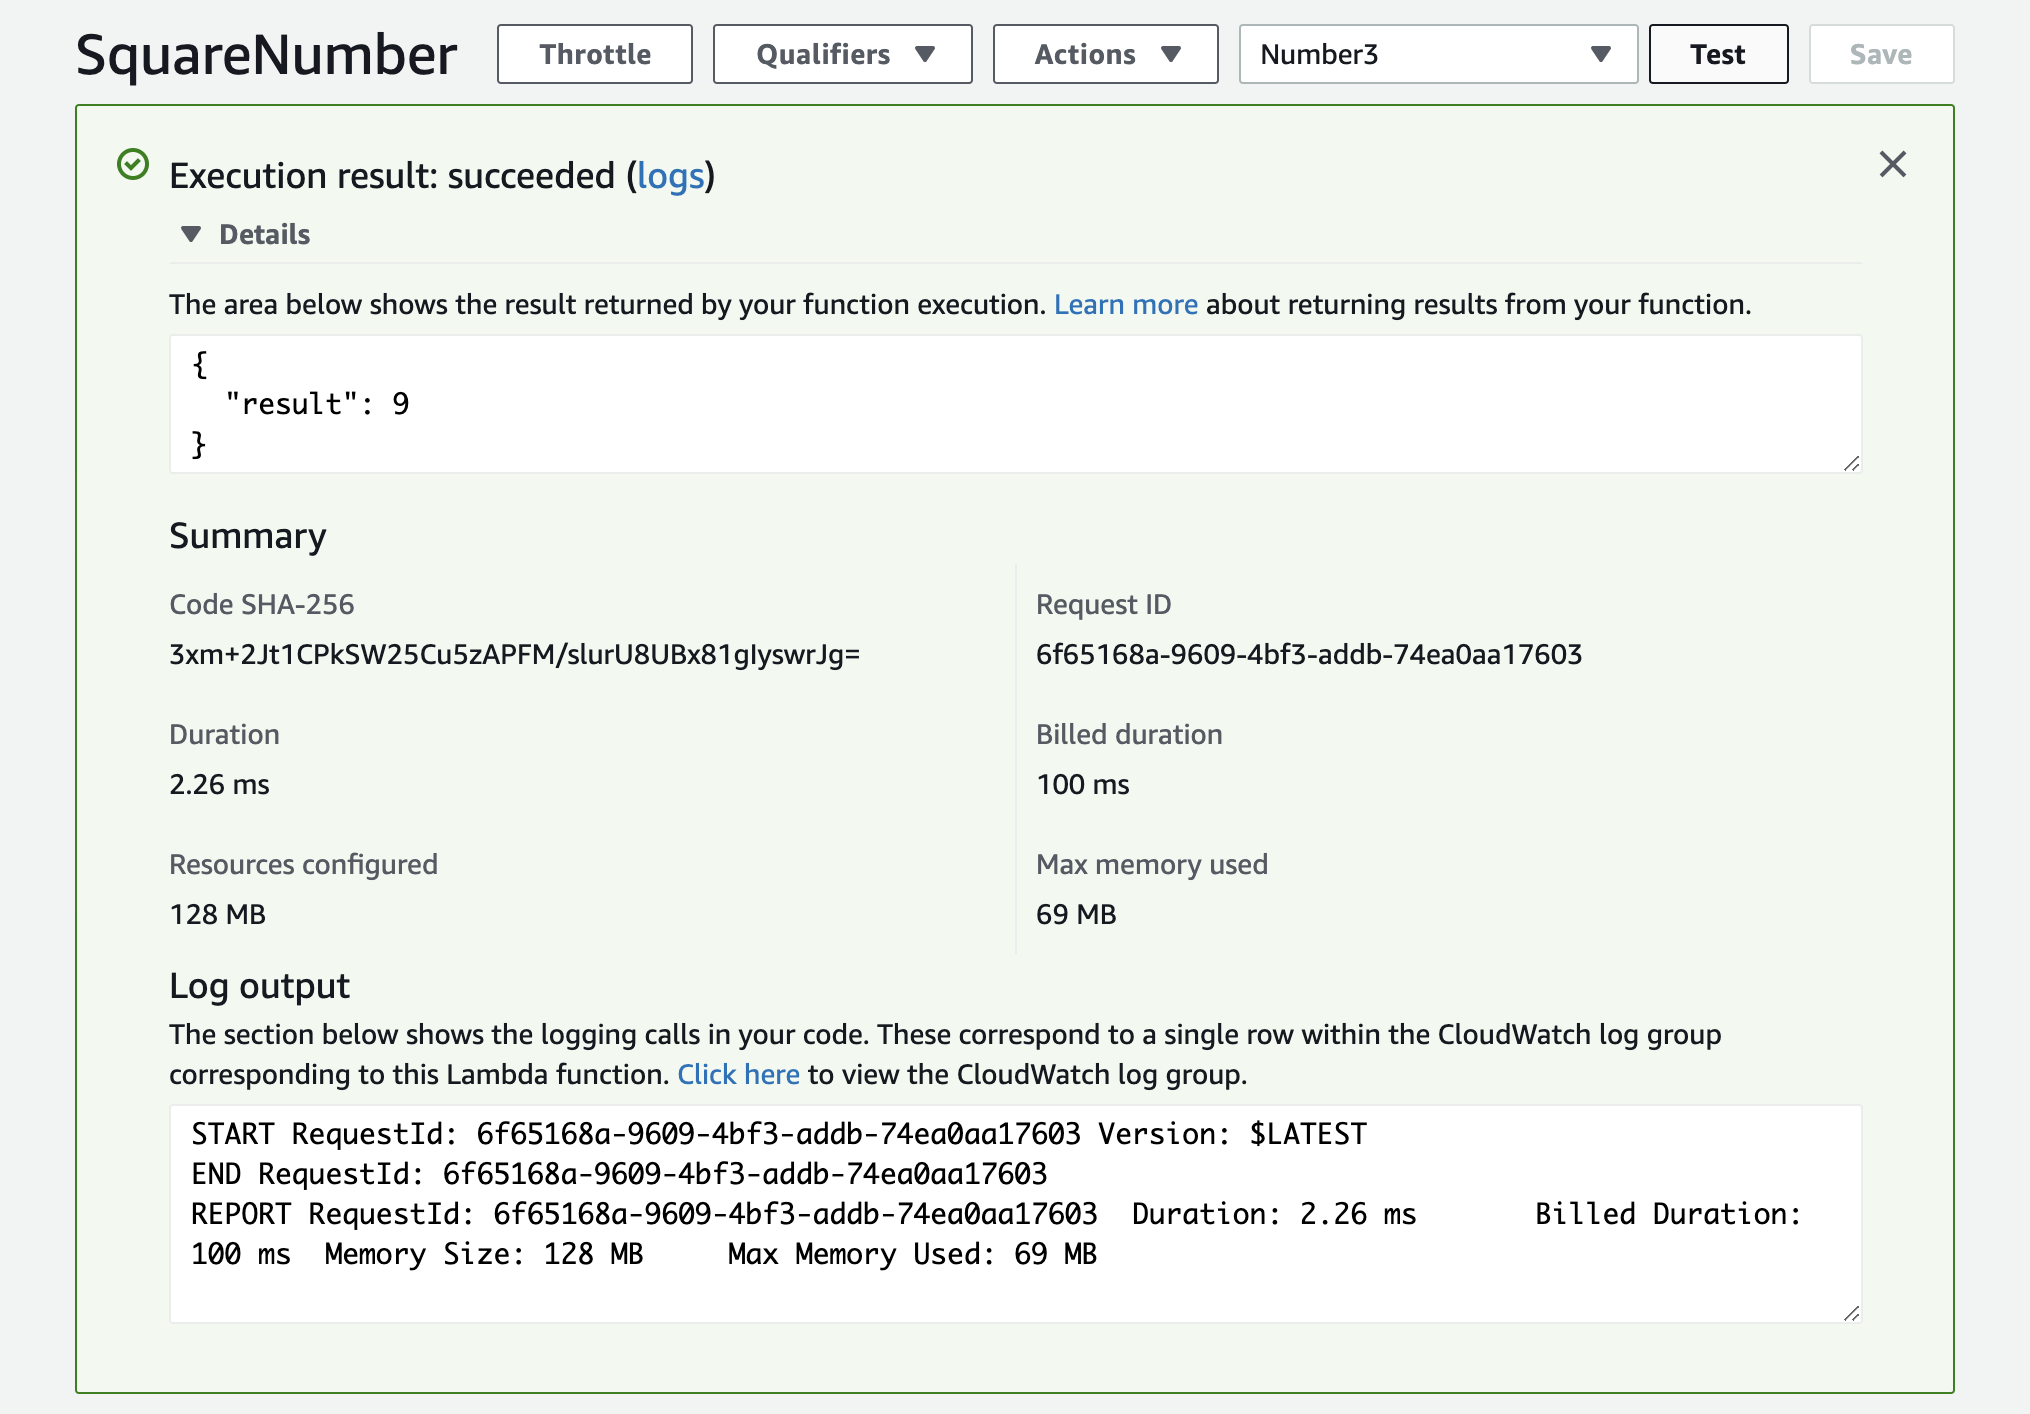 SquareNumber Throttle Qualifiers Actions Number3 Test Save
Execution result: succeeded (logs)
Details
The area below shows the result returned by your function execution. Learn more about returning results from your function.
{
"result": 9
}
Summary
Code SHA-256
3xm+2Jt1CPkSW25Cu5zAPFM/slurU8UBx81gIyswrJg=
Request ID
6f65168a-9609-4bf3-addb-74ea0aa17603
Duration
2.26 ms
Billed duration
100 ms
Resources configured
128 MB
Max memory used
69 MB
Log output
The section below shows the logging calls in your code. These correspond to a single row within the CloudWatch log group
corresponding to this Lambda function. Click here to view the CloudWatch log group.
START RequestId: 6f65168a-9609-4bf3-addb-74ea0aa17603 Version: $LATEST
END RequestId: 6f65168a-9609-4bf3-addb-74ea0aa17603
REPORT RequestId: 6f65168a-9609-4bf3-addb-74ea0aa17603 Duration: 2.26 ms Billed Duration:
100 ms Memory Size: 128 MB Max Memory Used: 69 MB